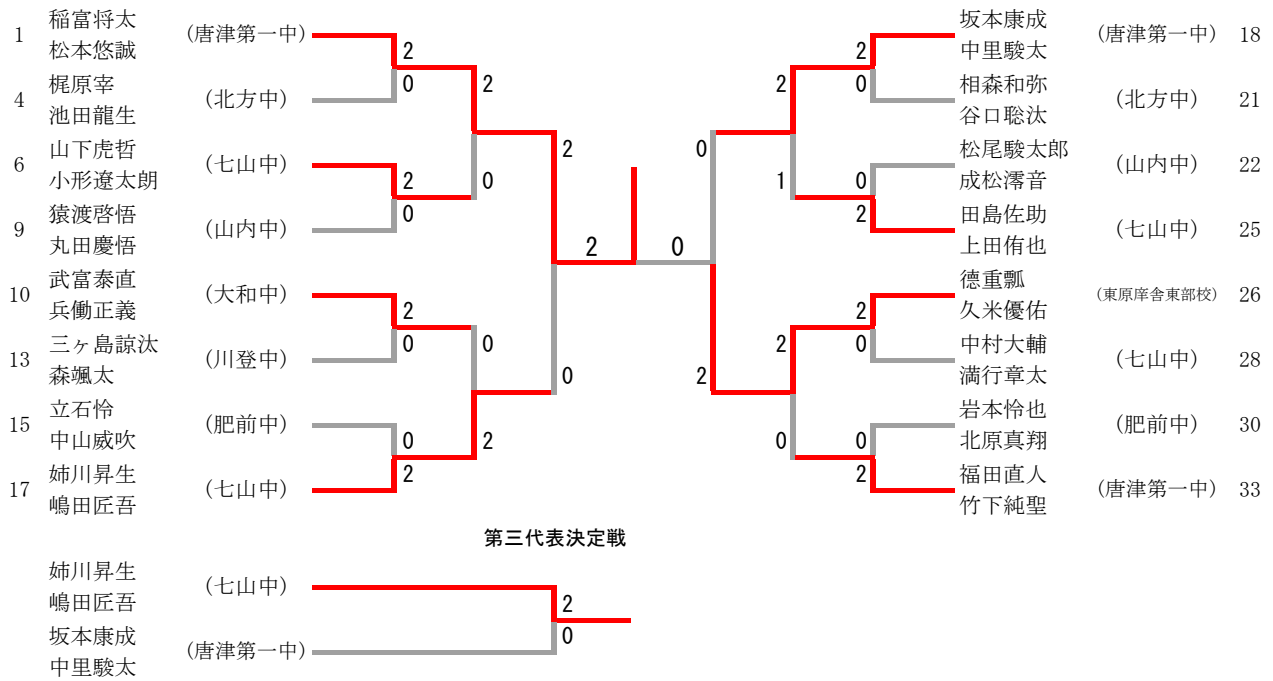 1 稲富将太 松本悠誠 (唐津第一中) 2
4 梶原宰 池田龍生 (北方中) 0
2
6 山下虎哲 小形遼太朗 (七山中) 2
9 猿渡啓悟 丸田慶悟 (山内中) 0
0
2
10 武富泰直 兵働正義 (大和中) 2
13 三ヶ島諒汰 森颯太 (川登中) 0
0
15 立石怜 中山威吹 (肥前中) 0
17 姉川昇生 嶋田匠吾 (七山中) 2
2
0
2 0
2 坂本康成 中里駿太 (唐津第一中) 18
0 相森和弥 谷口聡汰 (北方中) 21
2
0 松尾駿太郎 成松澪音 (山内中) 22
2 田島佐助 上田侑也 (七山中) 25
1
0
2 德重瓢 久米優佑 (東原庠舎東部校) 26
0 中村大輔 満行章太 (七山中) 28
2
0 岩本怜也 北原真翔 (肥前中) 30
2 福田直人 竹下純聖 (唐津第一中) 33
0
2
第三代表決定戦
姉川昇生 嶋田匠吾 (七山中) 2
坂本康成 中里駿太 (唐津第一中) 0